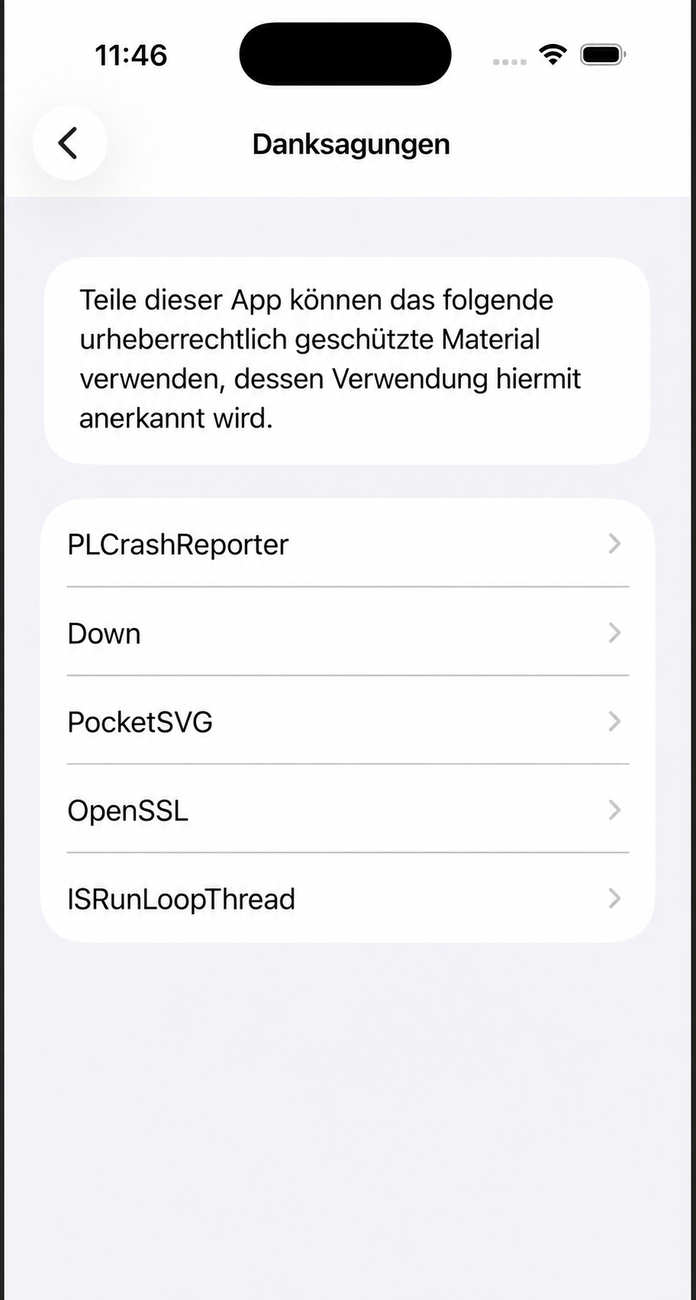 11:46
Danksagungen
Teile dieser App können das folgende
urheberrechtlich geschützte Material
verwenden, dessen Verwendung hiermit
anerkannt wird.
PLCrashReporter
Down
PocketSVG
OpenSSL
ISRunLoopThread